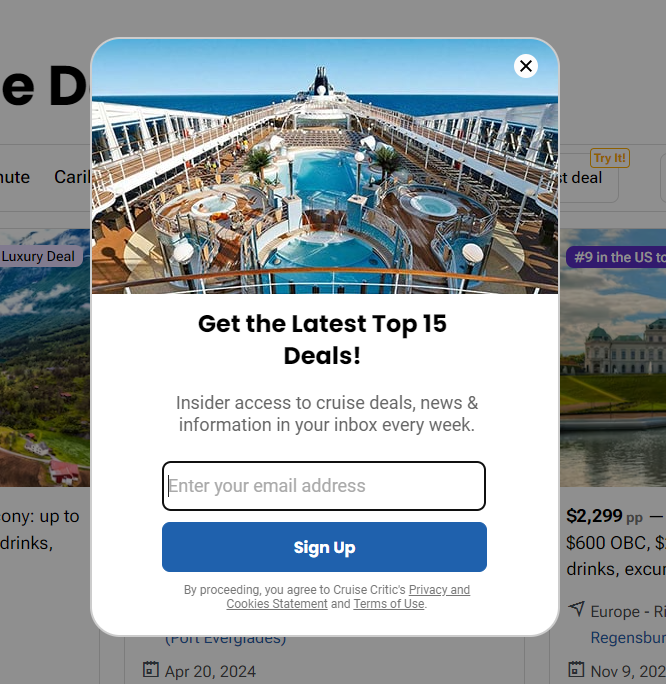 e D
nute
Carib
Try It!
st deal
Luxury Deal
#9 in the US to
Get the Latest Top 15
Deals!
Insider access to cruise deals, news &
information in your inbox every week.
Enter your email address
Sign Up
By proceeding, you agree to Cruise Critic's Privacy and
Cookies Statement and Terms of Use.
ony: up to
drinks,
$2,299 pp —
$600 OBC, $
drinks, excur
Europe - Ri
Regensbur
(Port Everglades)
Apr 20, 2024
Nov 9, 202